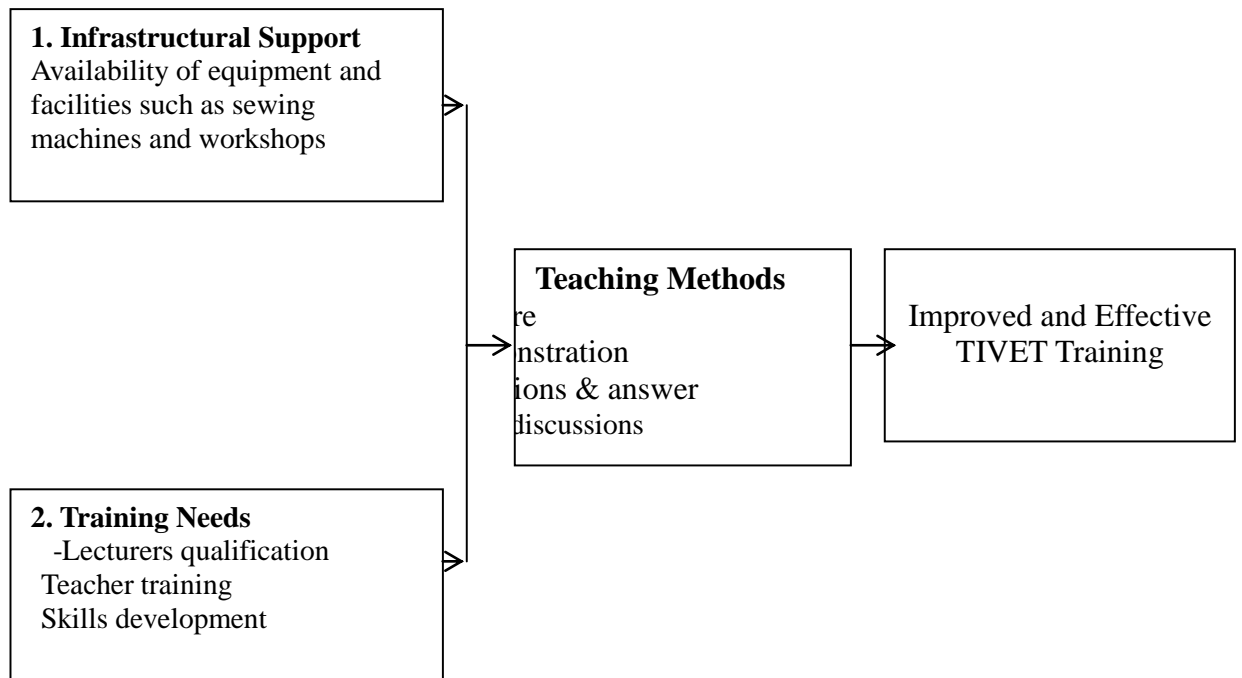 1. Infrastructural Support
Availability of equipment and
facilities such as sewing
machines and workshops
2. Training Needs
-Lecturers qualification
Teacher training
Skills development
Teaching Methods
re
nstration
ions & answer
discussions
Improved and Effective
TIVET Training